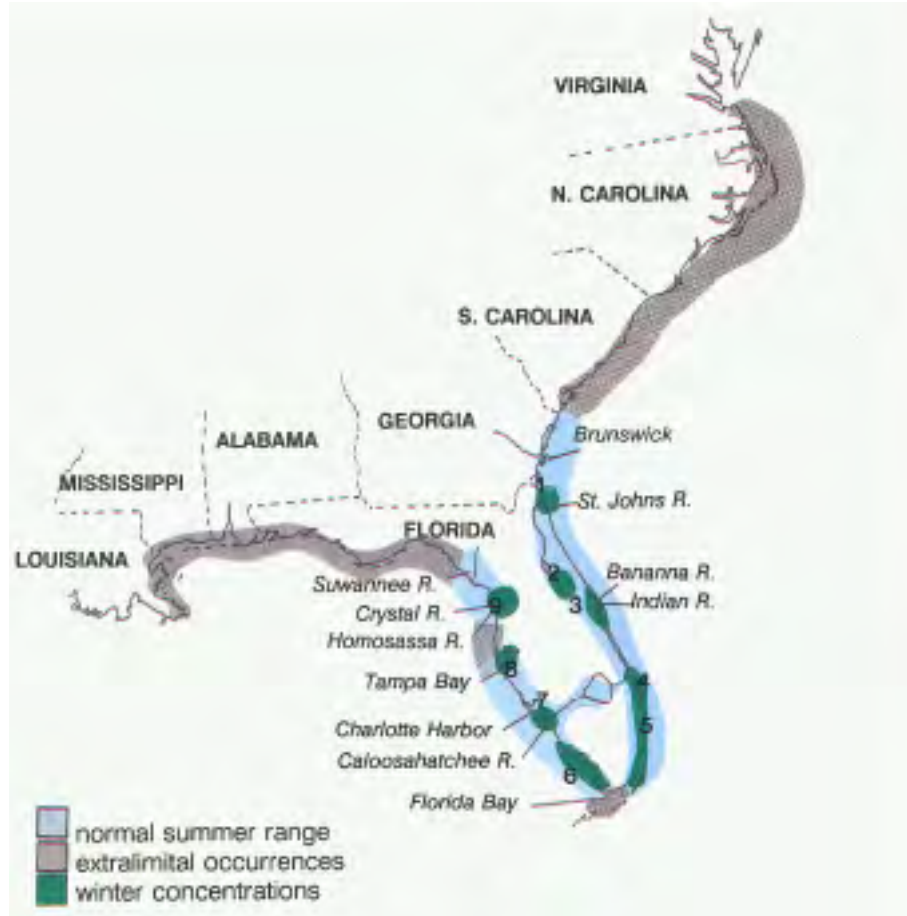 VIRGINIA
N. CAROLINA
S. CAROLINA
GEORGIA
Brunswick
ALABAMA
MISSISSIPPI
1
St. Johns R.
FLORIDA
LOUISIANA
2
Bananna R.
Suwannee R.
3
Indian R.
9
Crystal R.
Homosassa R.
8
Tampa Bay
4
7
5
Charlotte Harbor
Caloosahatchee R.
6
Florida Bay
normal summer range
extralimital occurrences
winter concentrations